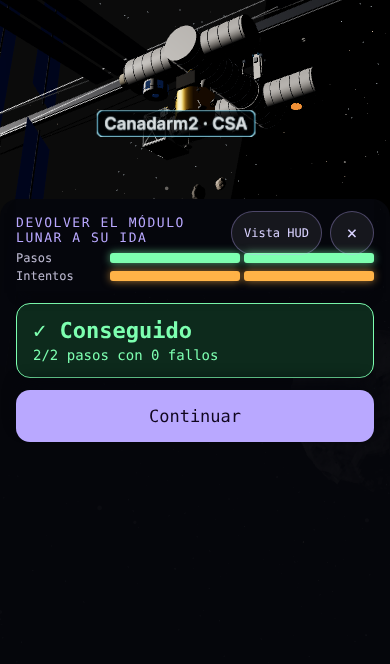 Canadarm2 · CSA
DEVOLVER EL MÓDULO
LUNAR A SU IDA
Vista HUD
×
Pasos
Intentos
✓ Conseguido
2/2 pasos con 0 fallos
Continuar